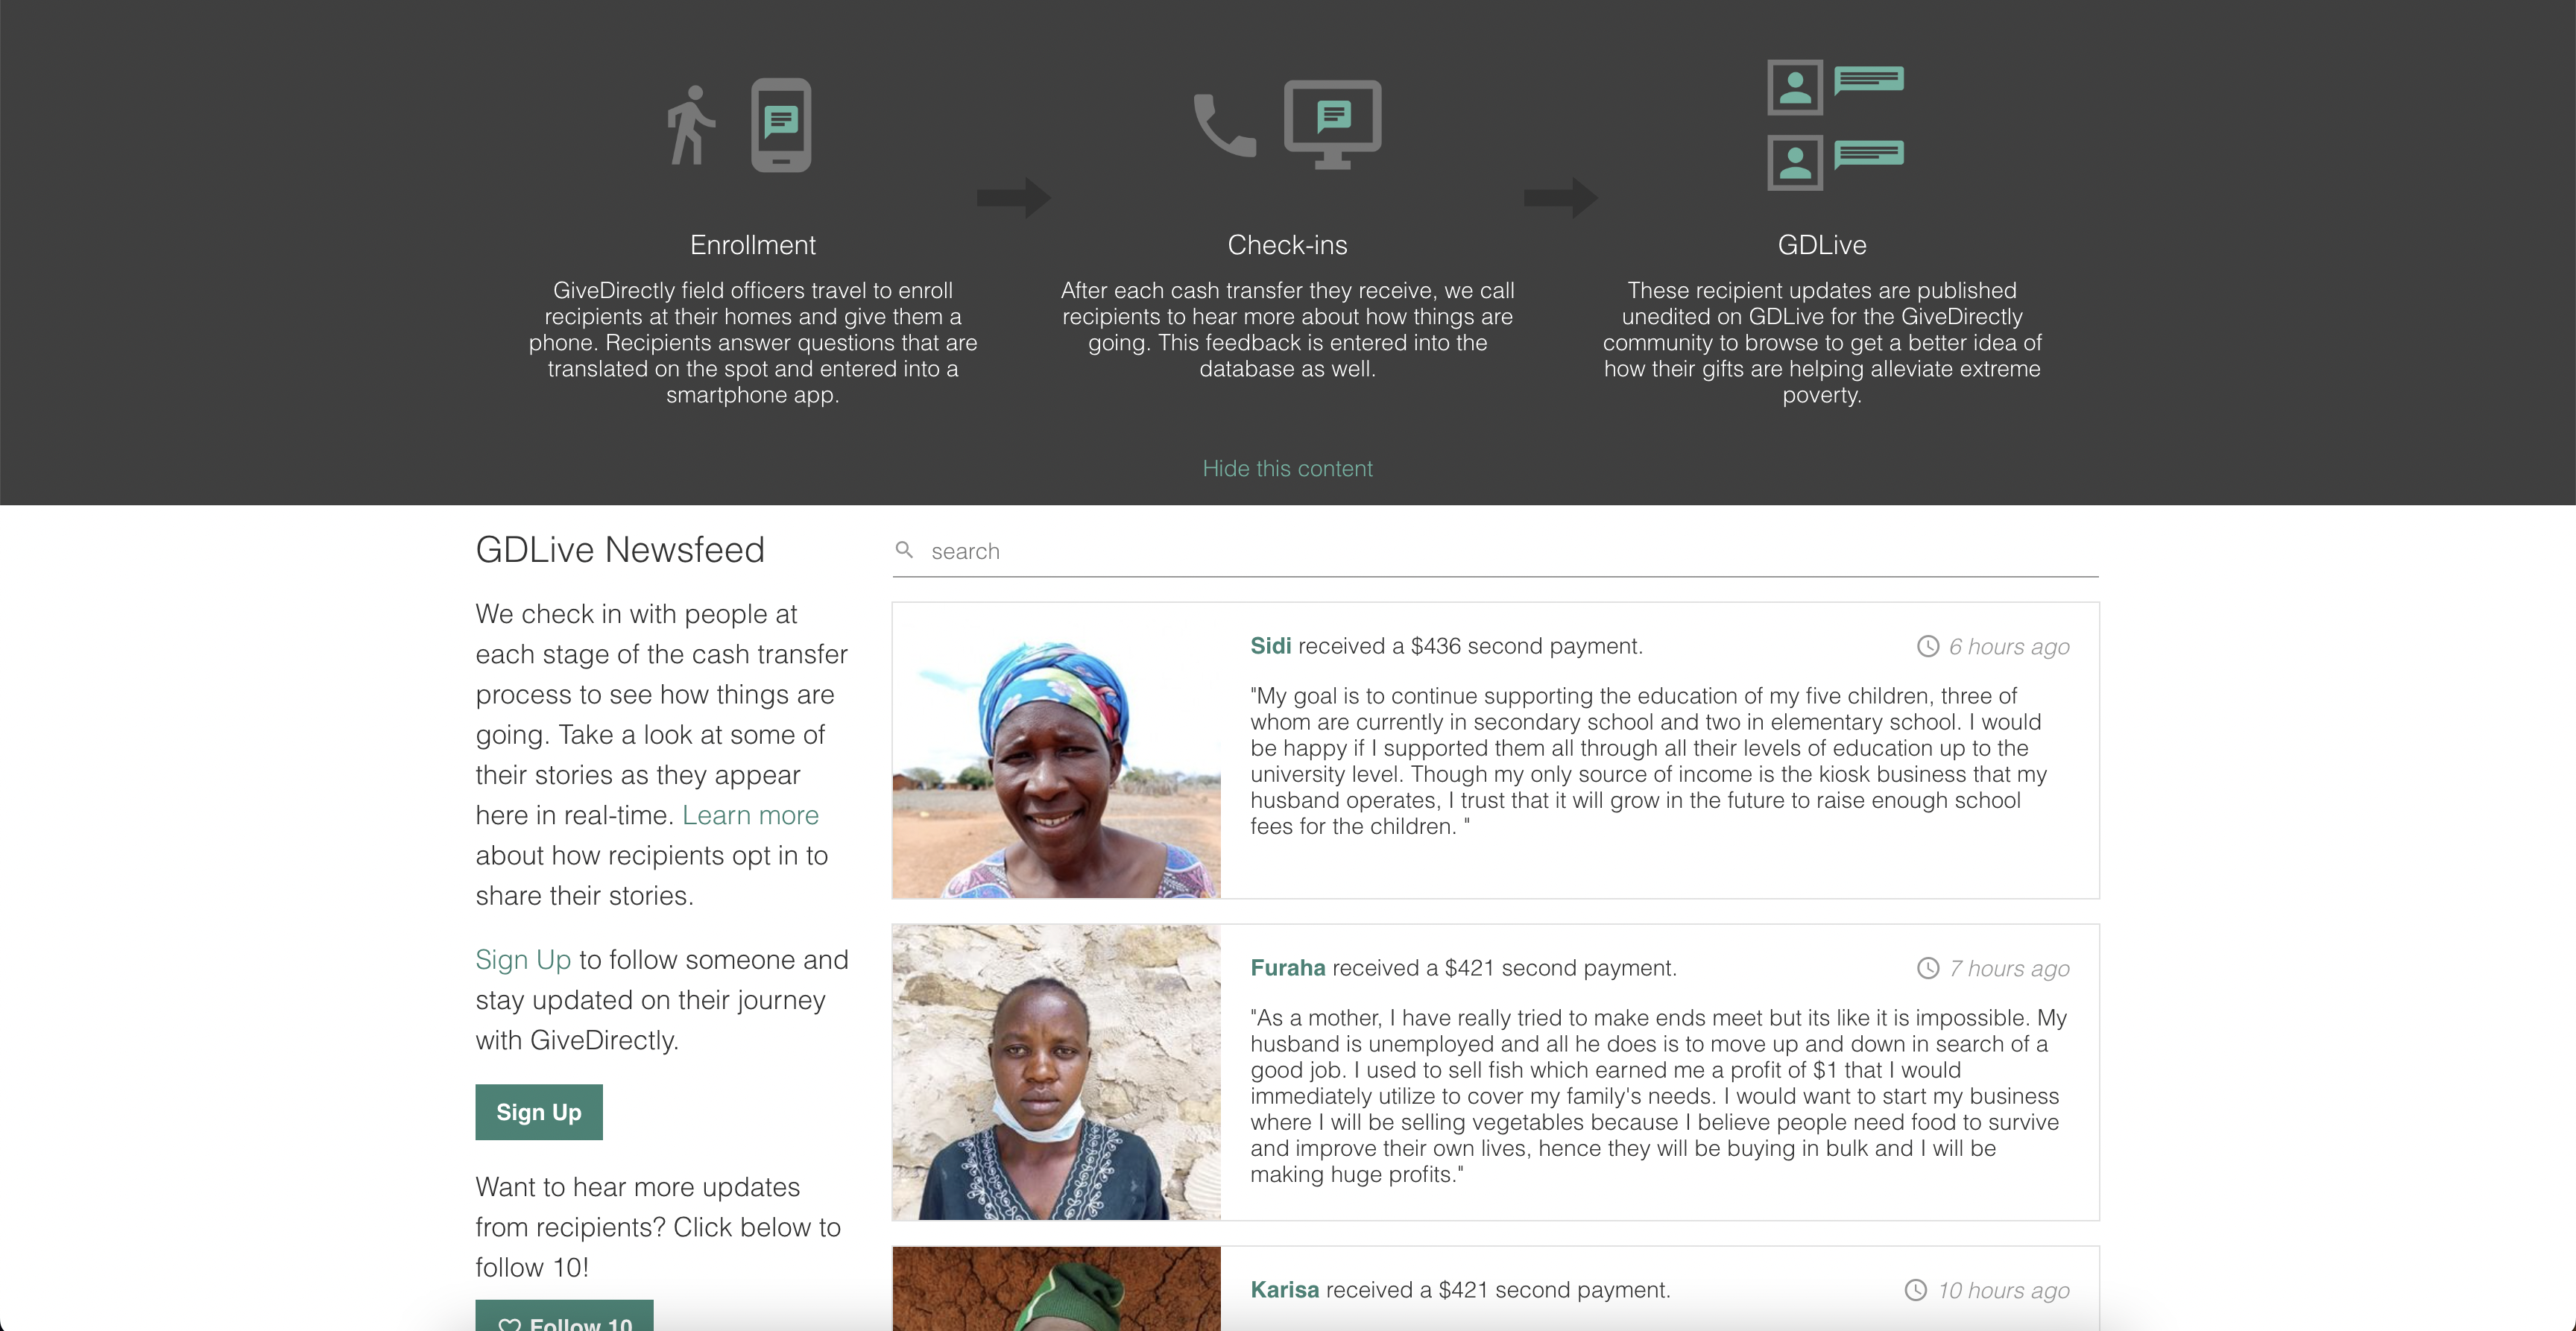 Enrollment
GiveDirectly field officers travel to enroll
recipients at their homes and give them a
phone. Recipients answer questions that are
translated on the spot and entered into a
smartphone app.
Check-ins
After each cash transfer they receive, we call
recipients to hear more about how things are
going. This feedback is entered into the
database as well.
GDLive
These recipient updates are published
unedited on GDLive for the GiveDirectly
community to browse to get a better idea of
how their gifts are helping alleviate extreme
poverty.
Hide this content
GDLive Newsfeed
We check in with people at
each stage of the cash transfer
process to see how things are
going. Take a look at some of
their stories as they appear
here in real-time. Learn more
about how recipients opt in to
share their stories.
Sign Up to follow someone and
stay updated on their journey
with GiveDirectly.
Sign Up
Want to hear more updates
from recipients? Click below to
follow 10!
Follow 10
search
Sidi received a $436 second payment.
6 hours ago
"My goal is to continue supporting the education of my five children, three of
whom are currently in secondary school and two in elementary school. I would
be happy if I supported them all through all their levels of education up to the
university level. Though my only source of income is the kiosk business that my
husband operates, I trust that it will grow in the future to raise enough school
fees for the children. "
Furaha received a $421 second payment.
7 hours ago
"As a mother, I have really tried to make ends meet but its like it is impossible. My
husband is unemployed and all he does is to move up and down in search of a
good job. I used to sell fish which earned me a profit of $1 that I would
immediately utilize to cover my family's needs. I would want to start my business
where I will be selling vegetables because I believe people need food to survive
and improve their own lives, hence they will be buying in bulk and I will be
making huge profits."
Karisa received a $421 second payment.
10 hours ago